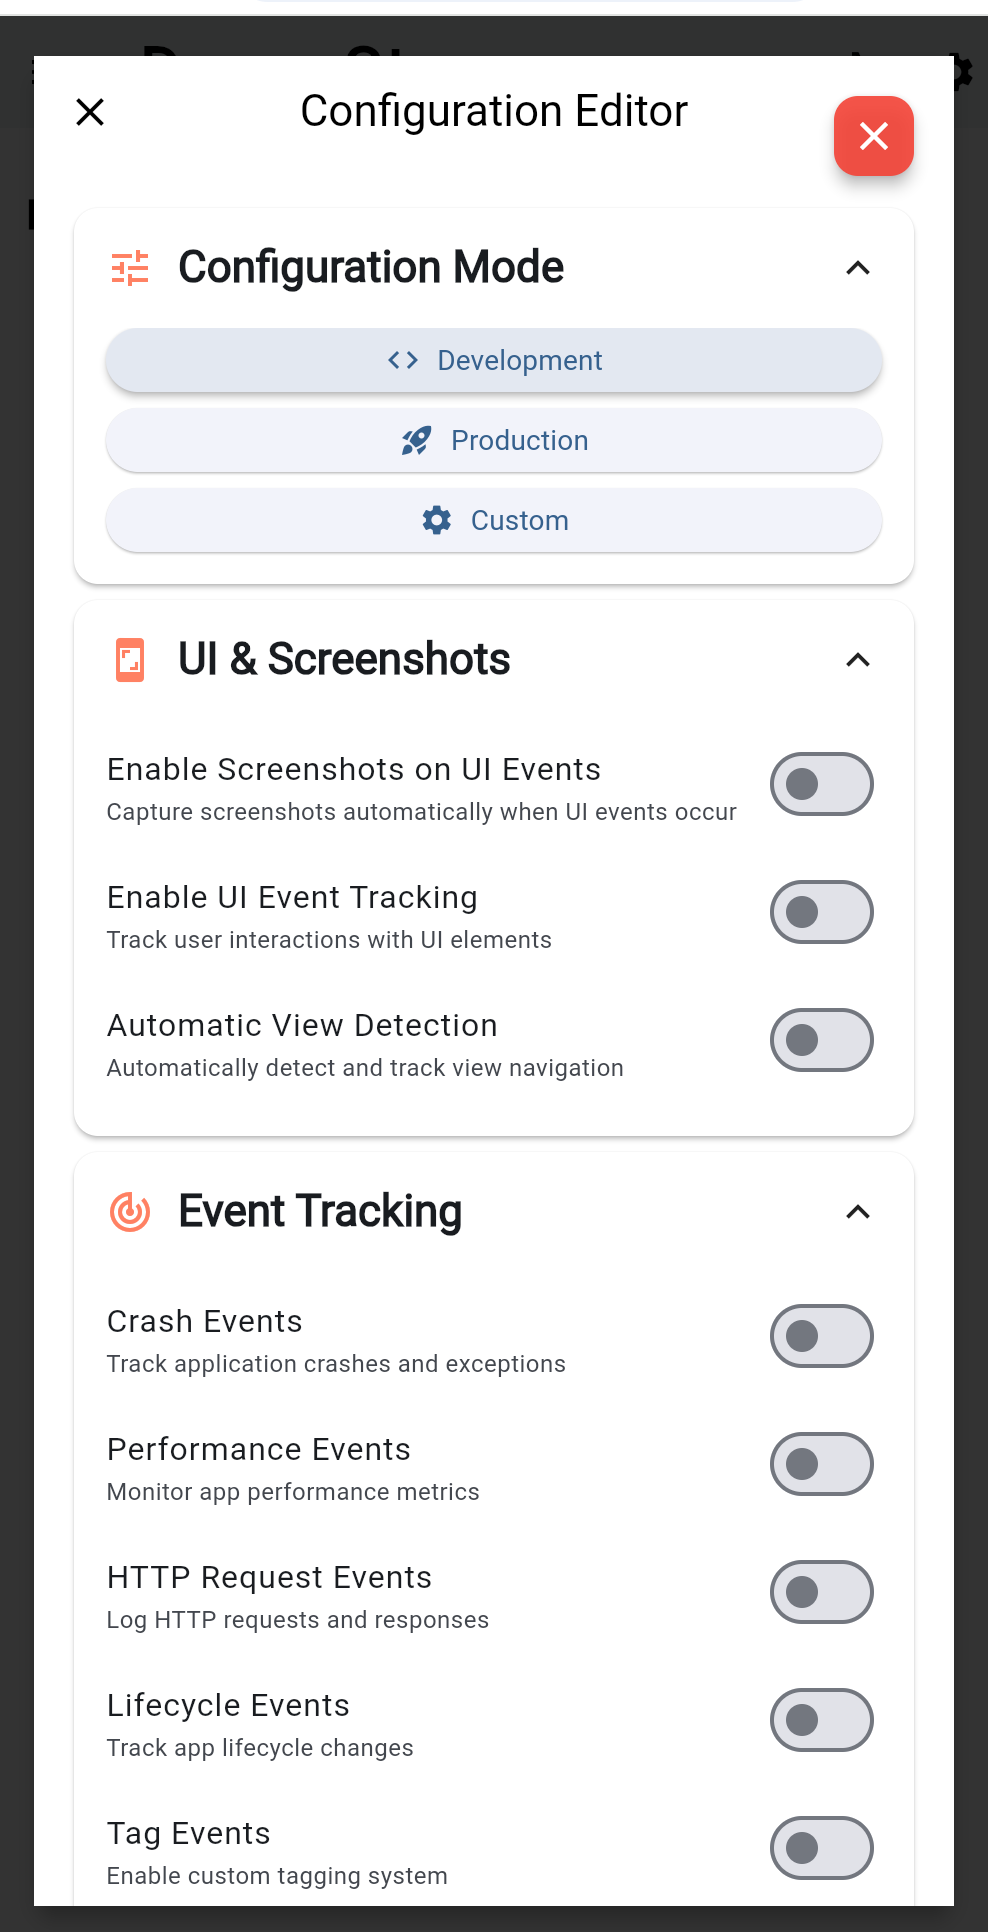 Configuration Editor
Configuration Mode
Development
Production
Custom
UI & Screenshots
Enable Screenshots on UI Events
Capture screenshots automatically when UI events occur
Enable UI Event Tracking
Track user interactions with UI elements
Automatic View Detection
Automatically detect and track view navigation
Event Tracking
Crash Events
Track application crashes and exceptions
Performance Events
Monitor app performance metrics
HTTP Request Events
Log HTTP requests and responses
Lifecycle Events
Track app lifecycle changes
Tag Events
Enable custom tagging system